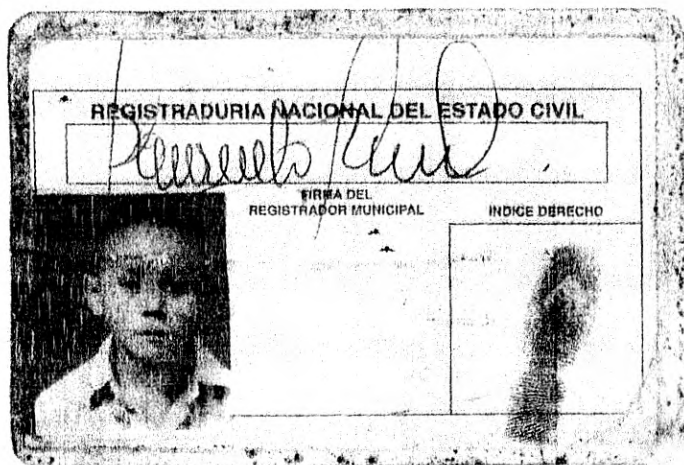 REGISTRADURIA NACIONAL DEL ESTADO CIVIL
FIRMA DEL
REGISTRADOR MUNICIPAL
INDICE DERECHO